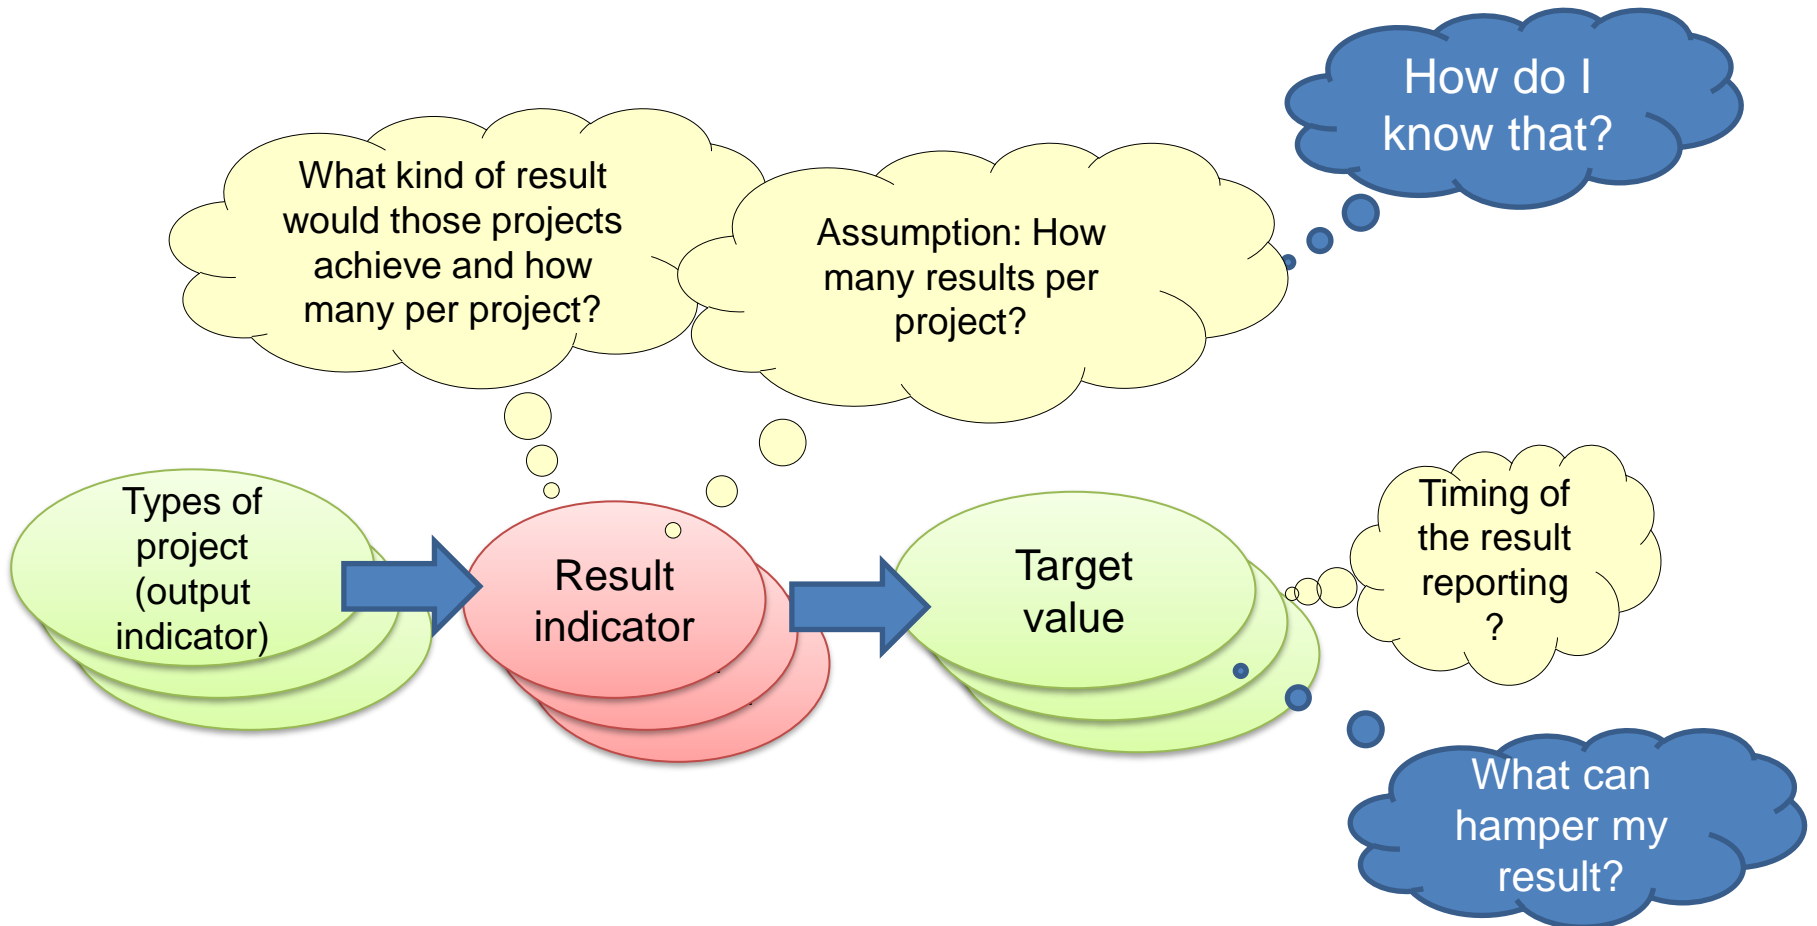 How do I
know that?
What kind of result
would those projects
achieve and how
many per project?
Assumption: How
many results per
project?
Types of
project
(output
indicator)
Result
indicator
Target
value
Timing of
the result
reporting
?
What can
hamper my
result?